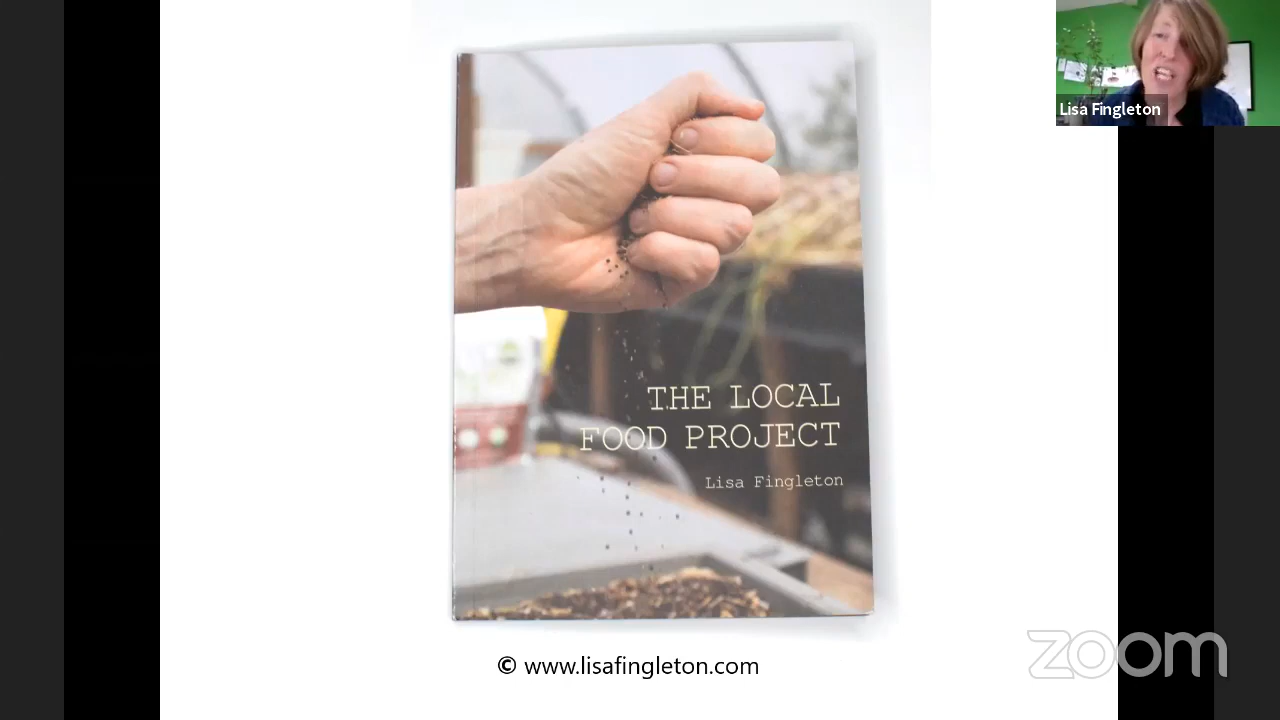 Lisa Fingleton
THE LOCAL
FOOD PROJECT
Lisa Fingleton
© www.lisafingleton.com
zoom